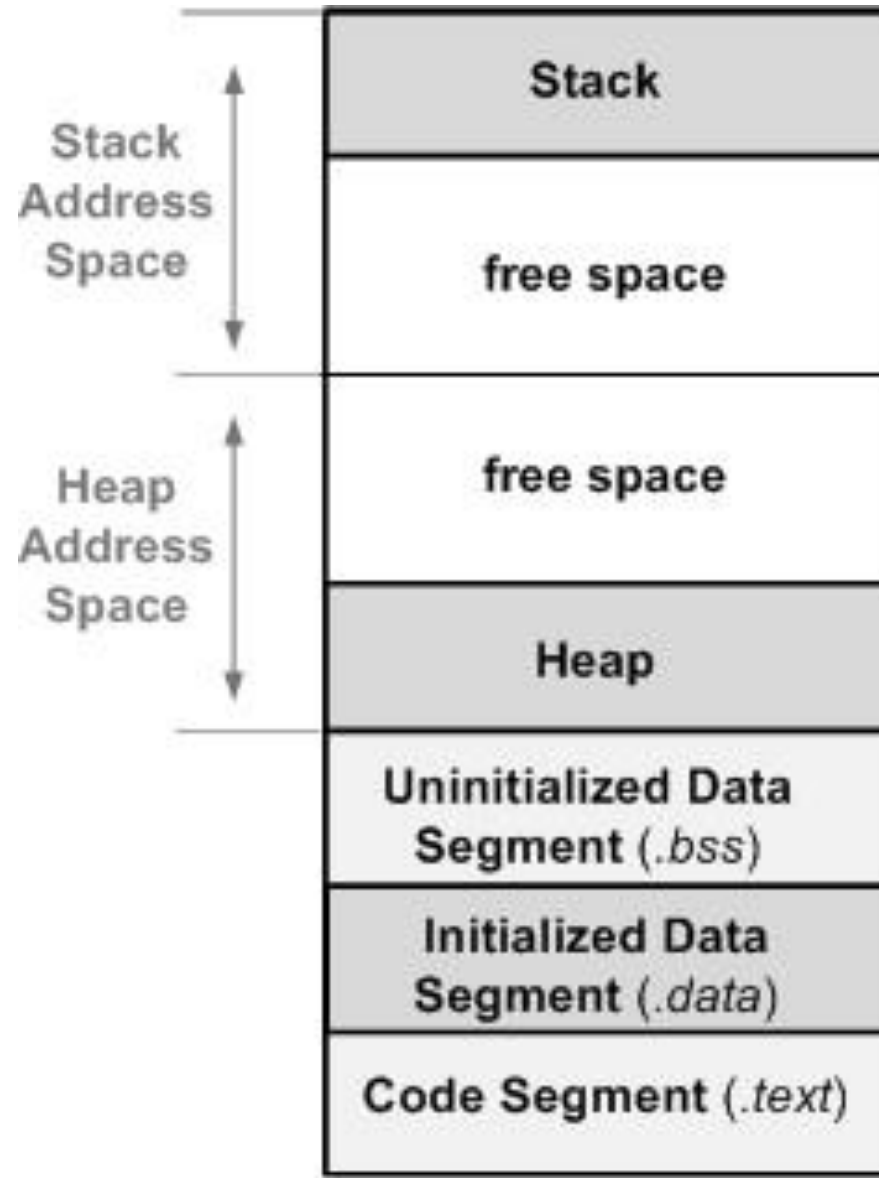 Stack
Stack
Address
Space
free space
free space
Heap
Address
Space
Heap
Uninitialized Data
Segment (.bss)
Initialized Data
Segment (.data)
Code Segment (.text)